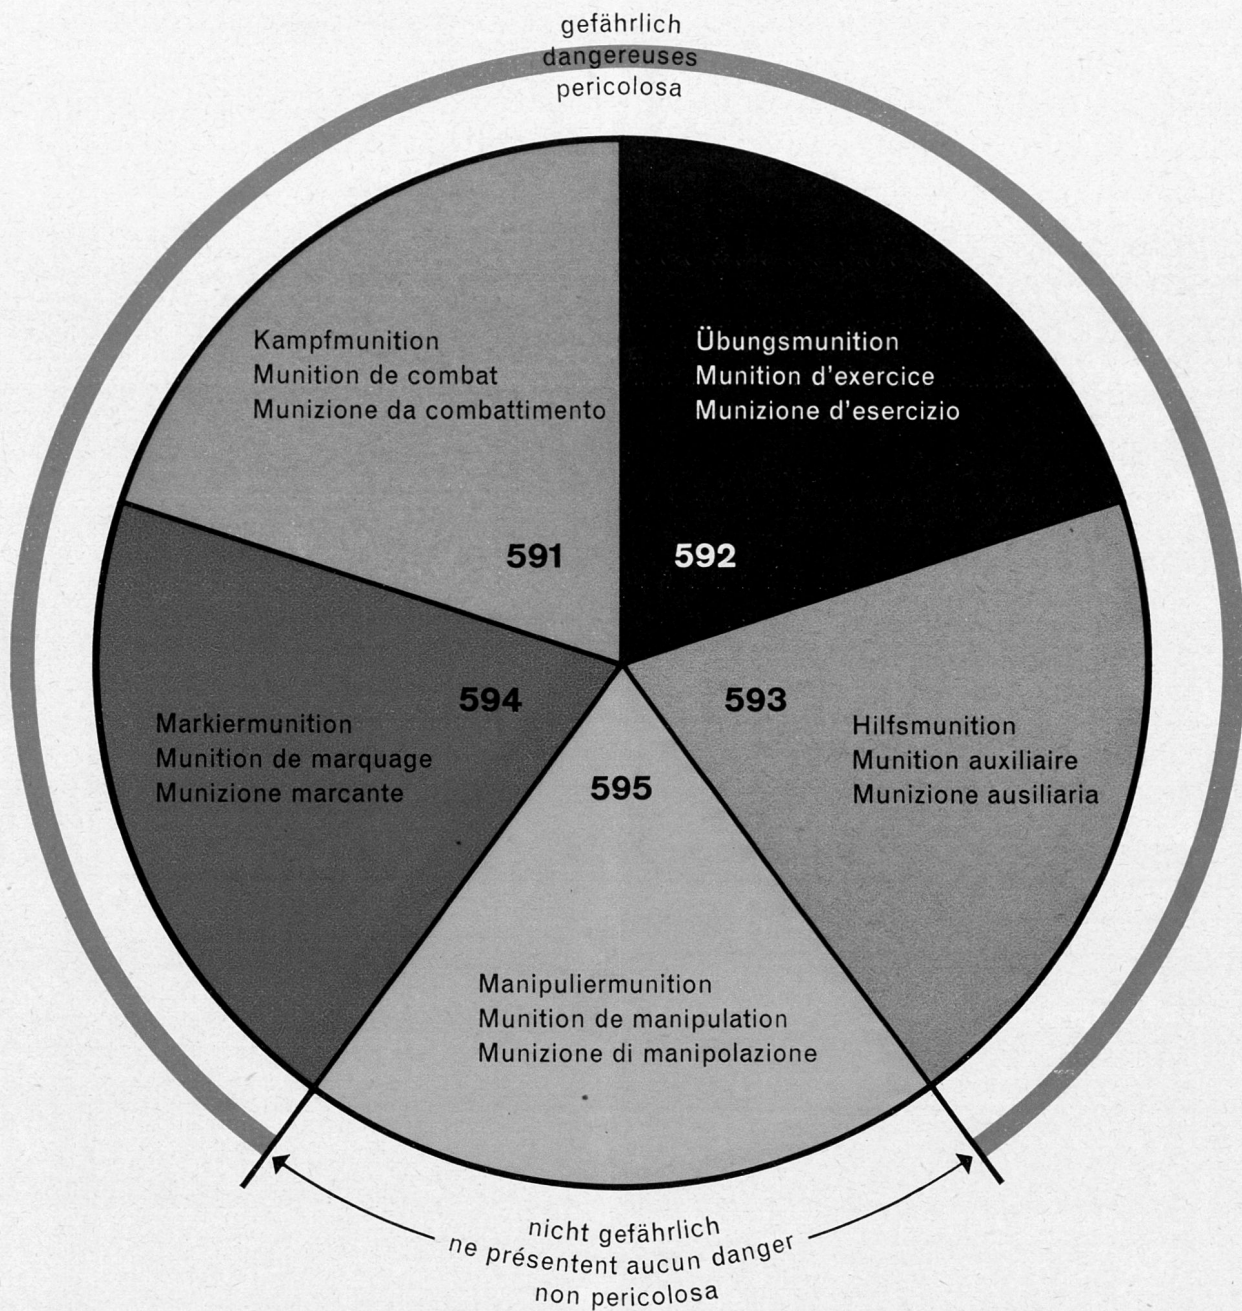 gefährlich
dangereuses
pericolosa
Kampfmunition
Munition de combat
Munizione da combattimento
591
Übungsmunition
Munition d'exercice
Munizione d'esercizio
592
594
Markiermunition
Munition de marquage
Munizione marcante
593
Hilfsmunition
Munition auxiliaire
Munizione ausiliaria
595
Manipuliermunition
Munition de manipulation
Munizione di manipolazione
nicht gefährlich
ne présentent aucun danger
non pericolosa